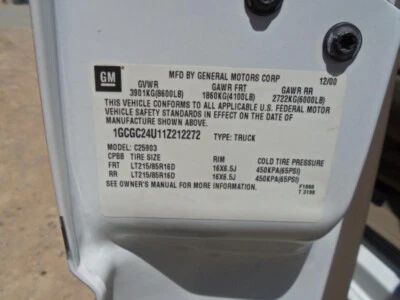 GM
MFD BY GENERAL MOTORS CORP 12/00
GVWR GAWR FRT GAWR RR
3901KG(8600LB) 1860KG(4100LB) 2722KG(6000LB)
THIS VEHICLE CONFORMS TO ALL APPLICABLE U.S. FEDERAL MOTOR
VEHICLE SAFETY STANDARDS IN EFFECT ON THE DATE OF
MANUFACTURE SHOWN ABOVE.
1GCGC24U11Z212272 TYPE: TRUCK
MODEL: C25903
CPBB TIRE SIZE RIM COLD TIRE PRESSURE
FRT LT215/85R16D 16X6.5J 450KPA(65PSI)
RR LT215/85R16D 16X6.5J 450KPA(65PSI)
SEE OWNER'S MANUAL FOR MORE INFORMATION